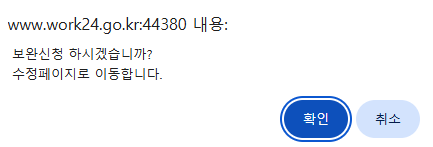 www.work24.go.kr:44380 내용:
보완신청 하시겠습니까?
수정페이지로 이동합니다.
확인 취소